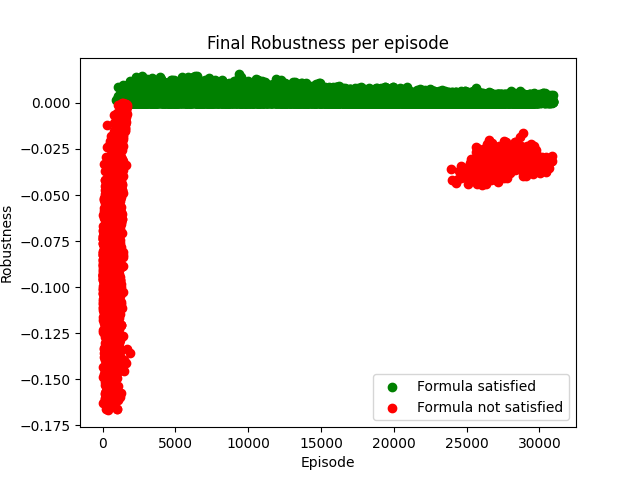 Final Robustness per episode
Robustness
0.000
−0.025
−0.050
−0.075
−0.100
−0.125
−0.150
−0.175
Formula satisfied
Formula not satisfied
0 5000 10000 15000 20000 25000 30000
Episode